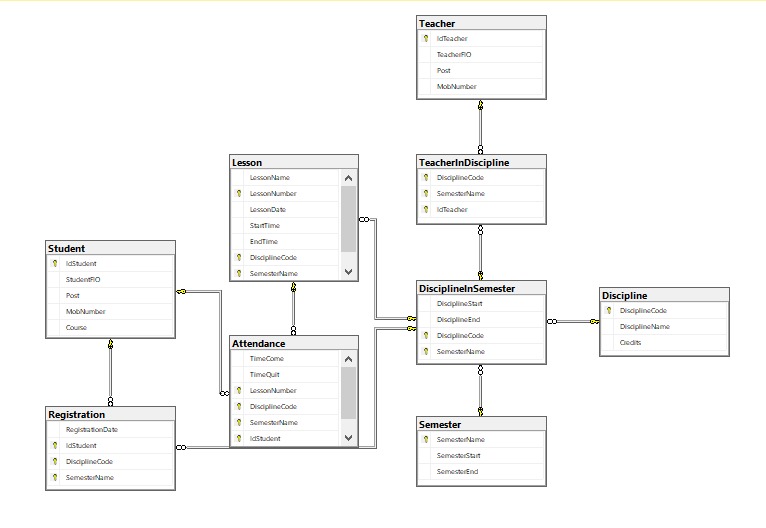 Teacher
IdTeacher
TeacherFIO
Post
MobNumber
TeacherInDiscipline
DisciplineCode
SemesterName
IdTeacher
Lesson
LessonName
LessonNumber
LessonDate
StartTime
EndTime
DisciplineCode
SemesterName
Student
IdStudent
StudentFIO
Post
MobNumber
Course
DisciplineInSemester
DisciplineStart
DisciplineEnd
DisciplineCode
SemesterName
Discipline
DisciplineCode
DisciplineName
Credits
Attendance
TimeCome
TimeQuit
LessonNumber
DisciplineCode
SemesterName
IdStudent
Registration
RegistrationDate
IdStudent
DisciplineCode
SemesterName
Semester
SemesterName
SemesterStart
SemesterEnd